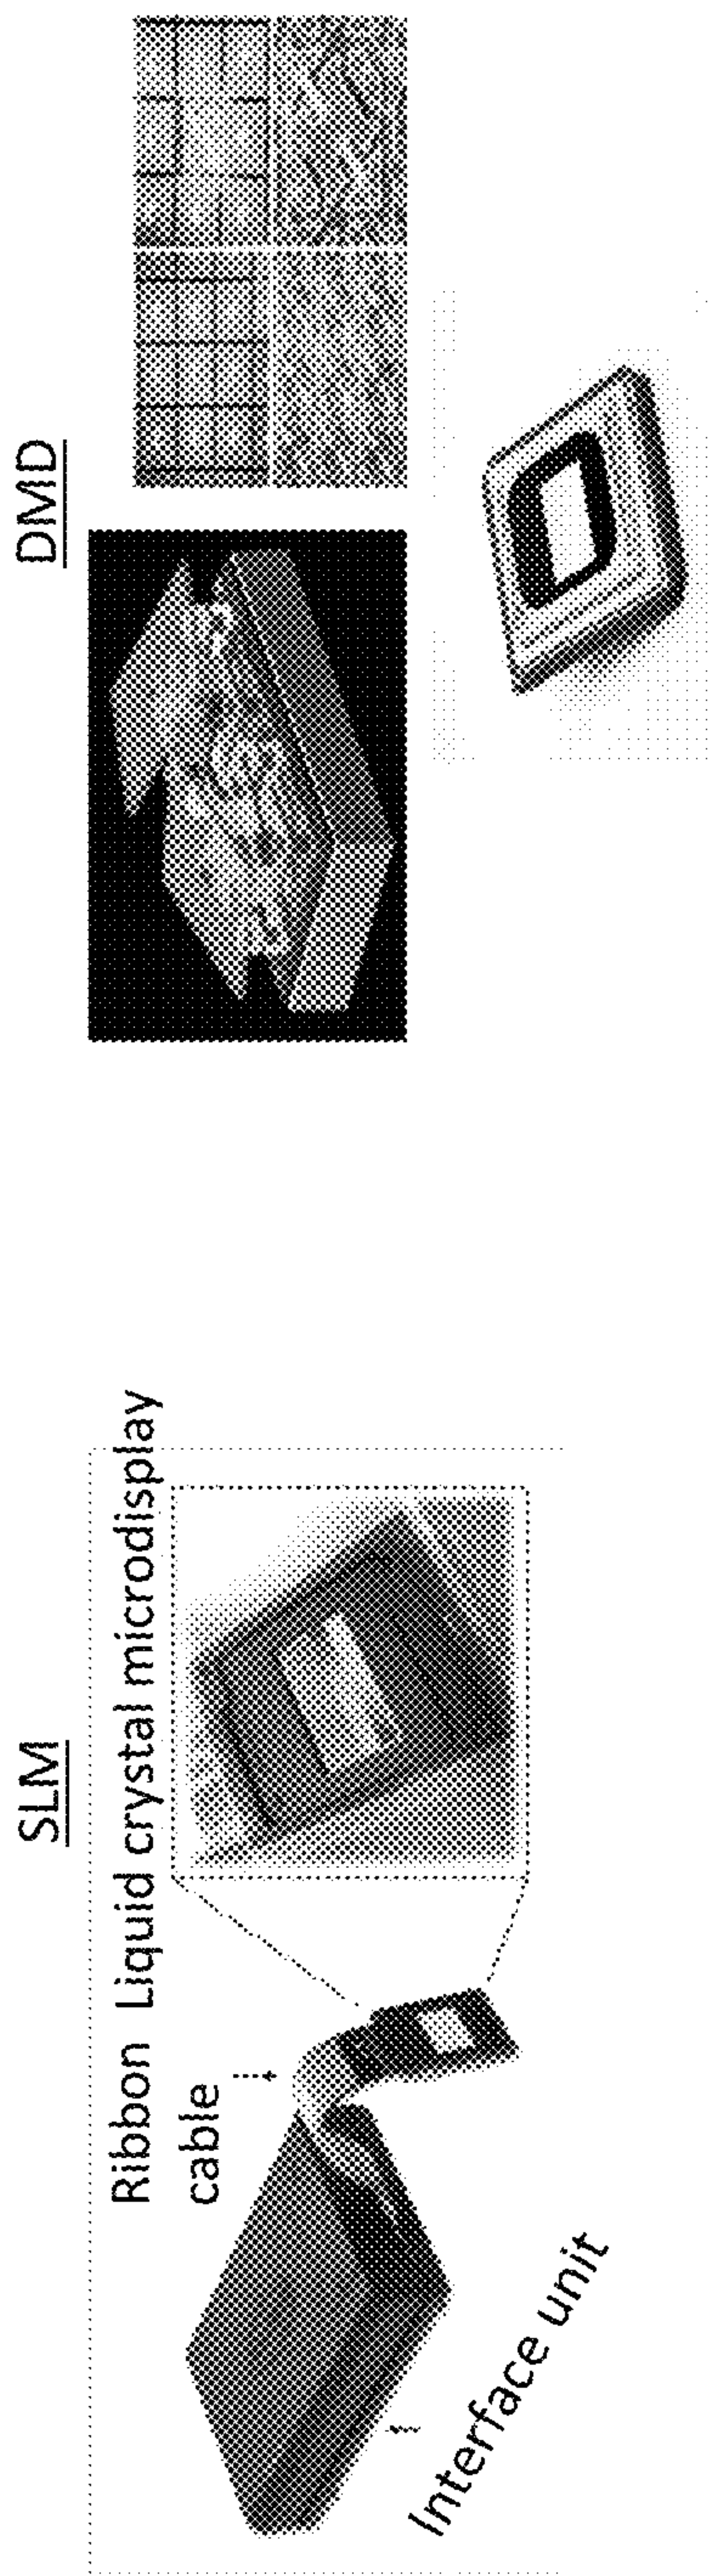 SLM
Ribbon
cable
Liquid crystal microdisplay
Interface unit
DMD